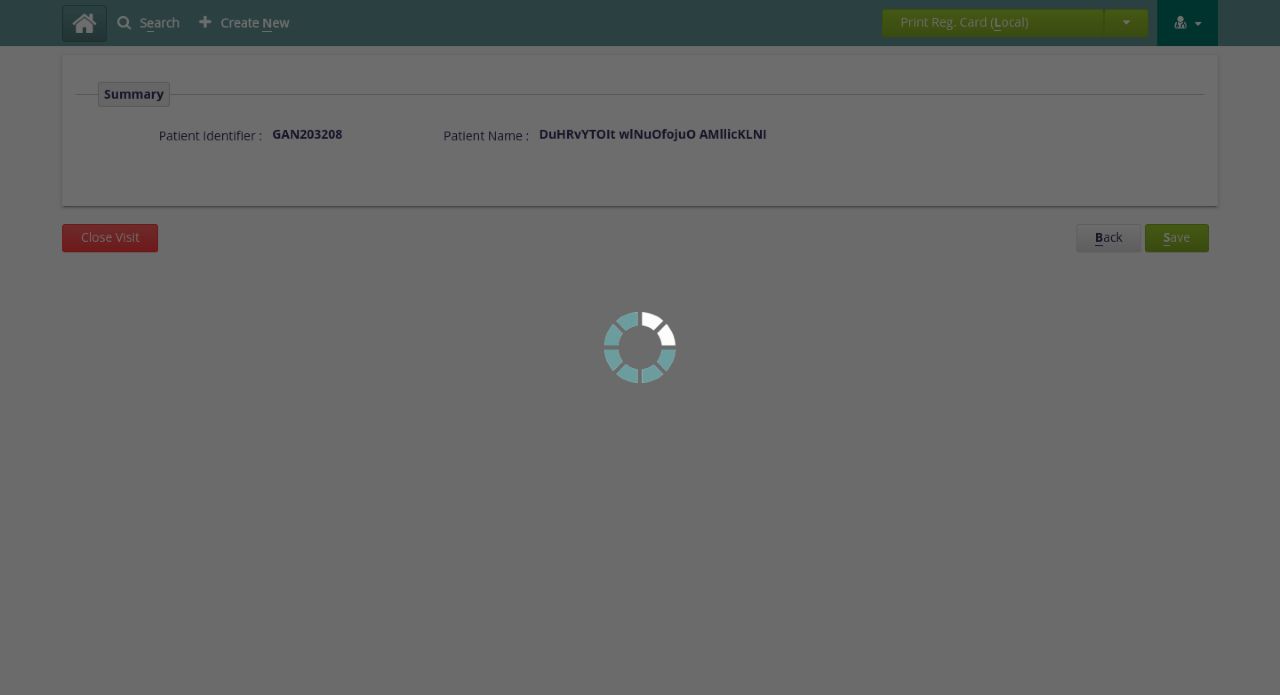 Search Create New Print Reg. Card (Local)
Summary
Patient Identifier : GAN203208 Patient Name : DuHRvYTOIt wlNuOfojuO AMllicKLNI
Close Visit Back Save